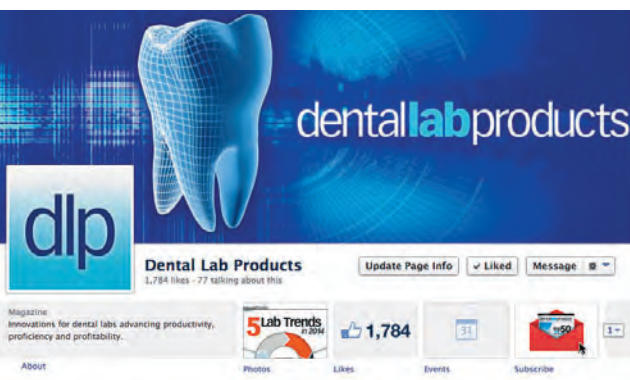 dentallabproducts
dlp
Dental Lab Products
1,784 likes · 77 talking about this
Update Page Info
✓ Liked
Message
Magazine
Innovations for dental labs advancing productivity,
proficiency and profitability.
About
5 Lab Trends
in 2014
Photos
1,784
Likes
31
Events
$50
Subscribe
1